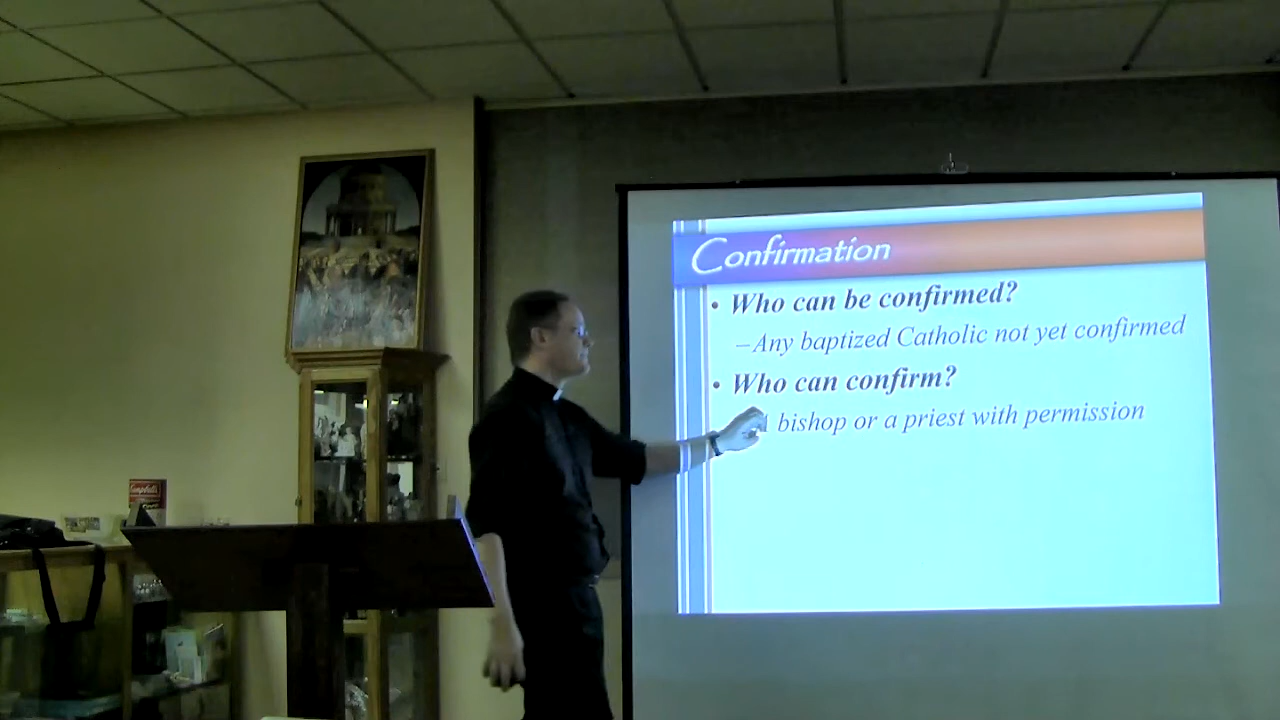 Confirmation
• Who can be confirmed?
–Any baptized Catholic not yet confirmed
• Who can confirm?
bishop or a priest with permission
Campbell's